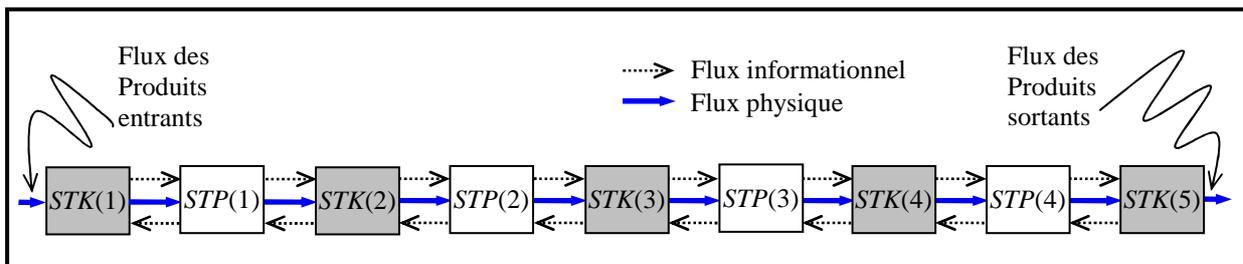 Flux des
Produits
entrants
Flux informationnel
Flux physique
Flux des
Produits
sortants
STK(1)
STP(1)
STK(2)
STP(2)
STK(3)
STP(3)
STK(4)
STP(4)
STK(5)